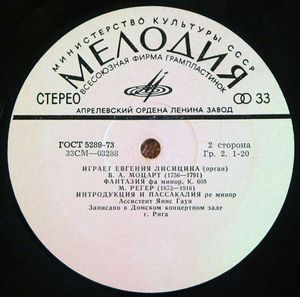 МИНИСТЕРСТВО КУЛЬТУРЫ СССР
МЕЛОДИЯ
ВСЕСОЮЗНАЯ ФИРМА ГРАМПЛАСТИНОК
СТЕРЕО 33
АПРЕЛЕВСКИЙ ОРДЕНА ЛЕНИНА ЗАВОД
ГОСТ 5289-73 2 сторона
33СМ—03288 Гр. 2. 1-20
ИГРАЕТ ЕВГЕНИЯ ЛИСИЦИНА (орган)
В. А. МОЦАРТ (1756—1791)
ФАНТАЗИЯ фа минор, К. 608
М. РЕГЕР (1873—1916)
ИНТРОДУКЦИЯ И ПАССАКАЛИЯ ре минор
Ассистент Янис Гаун
Записано в Домском концертном зале
г. Рига